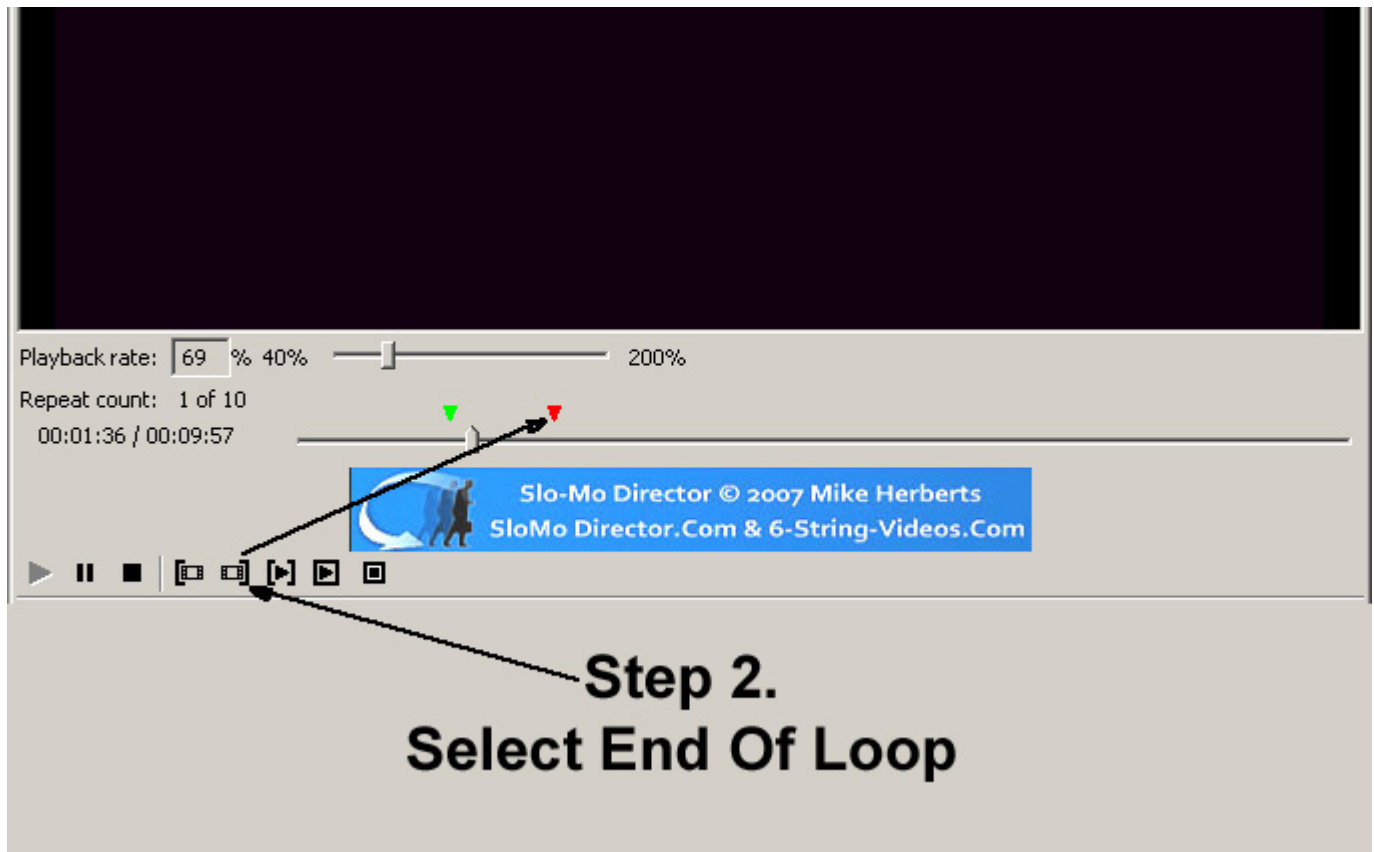 Playback rate: 69 % 40% 200%
Repeat count: 1 of 10
00:01:36 / 00:09:57
Slo-Mo Director © 2007 Mike Herberts
SloMo Director.Com & 6-String-Videos.Com
Step 2.
Select End Of Loop